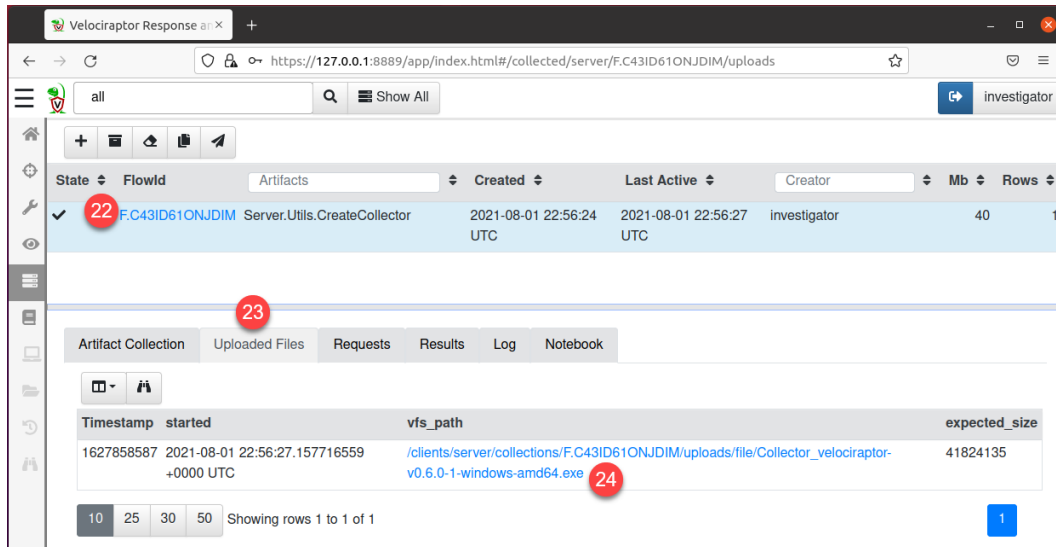 Velociraptor Response an
https://127.0.0.1:8889/app/index.html#/collected/server/F.C43ID61ONJDIM/uploads
all
Show All
investigator
State FlowId Artifacts Created Last Active Creator Mb Rows
22 F.C43ID61ONJDIM Server.Utils.CreateCollector 2021-08-01 22:56:24 2021-08-01 22:56:27 investigator 40 1
UTC UTC
23
Artifact Collection Uploaded Files Requests Results Log Notebook
Timestamp started vfs_path expected_size
1627858587 2021-08-01 22:56:27.157716559 /clients/server/collections/F.C43ID61ONJDIM/uploads/file/Collector_velociraptor- 41824135
+0000 UTC v0.6.0-1-windows-amd64.exe 24
10 25 30 50 Showing rows 1 to 1 of 1 1